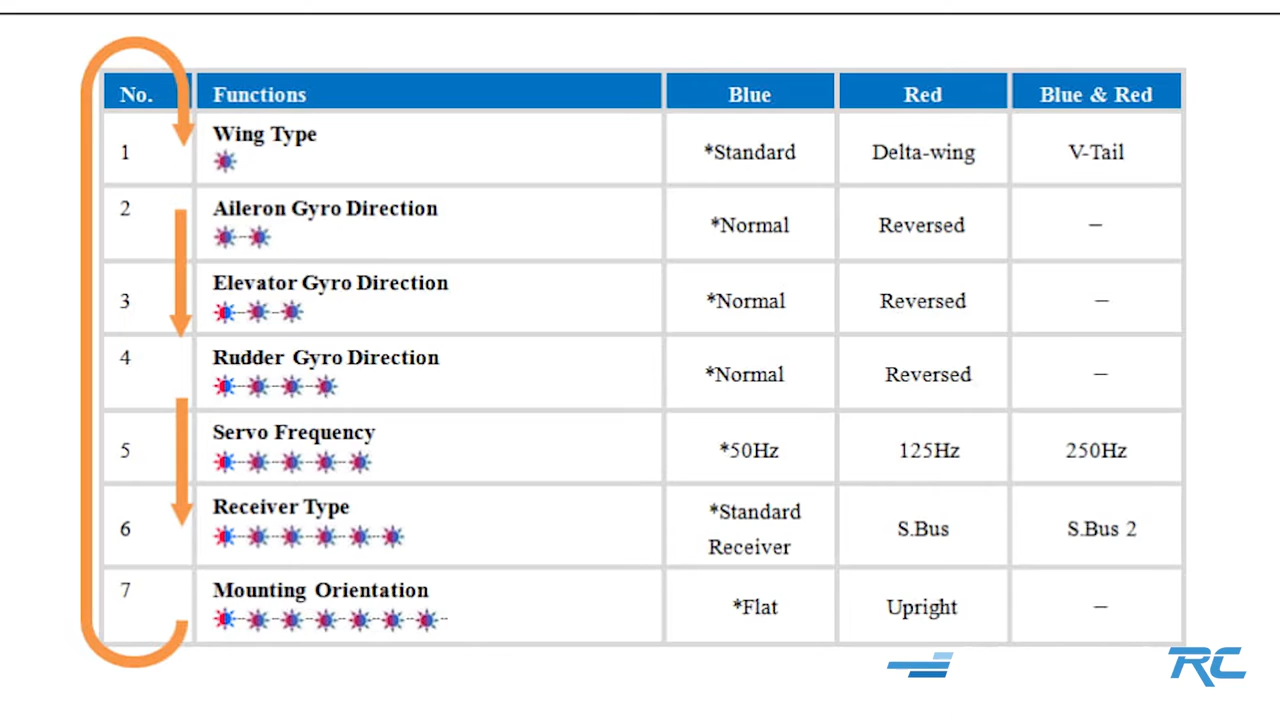 No. Functions Blue Red Blue & Red
1 Wing Type *Standard Delta-wing V-Tail
2 Aileron Gyro Direction *Normal Reversed —
3 Elevator Gyro Direction *Normal Reversed —
4 Rudder Gyro Direction *Normal Reversed —
5 Servo Frequency *50Hz 125Hz 250Hz
6 Receiver Type *Standard Receiver S.Bus S.Bus 2
7 Mounting Orientation *Flat Upright —
RC